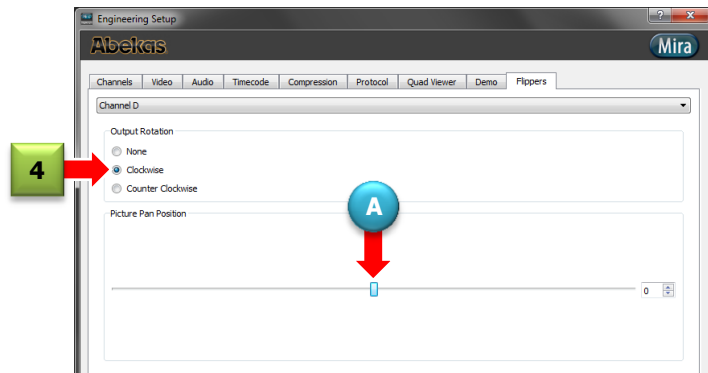 Engineering Setup
Abekas
Mira
Channels Video Audio Timecode Compression Protocol Quad Viewer Demo Flippers
Channel D
Output Rotation
None
4
Clockwise
Counter Clockwise
Picture Pan Position
A
0